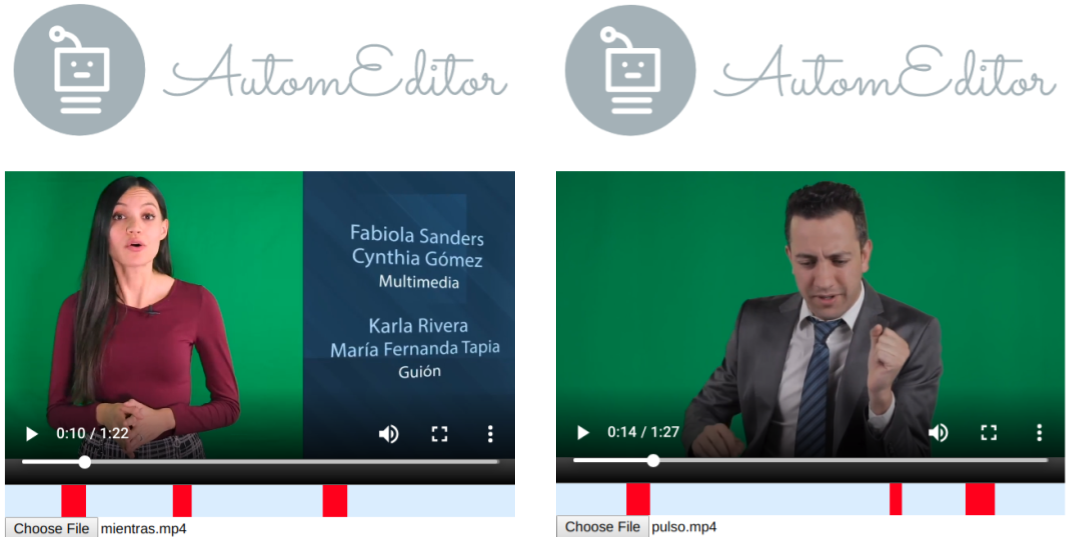 AutomEditor
Fabiola Sanders
Cynthia Gómez
Multimedia
Karla Rivera
María Fernanda Tapia
Guión
0:10 / 1:22
Choose File mientras.mp4
AutomEditor
0:14 / 1:27
Choose File pulso.mp4